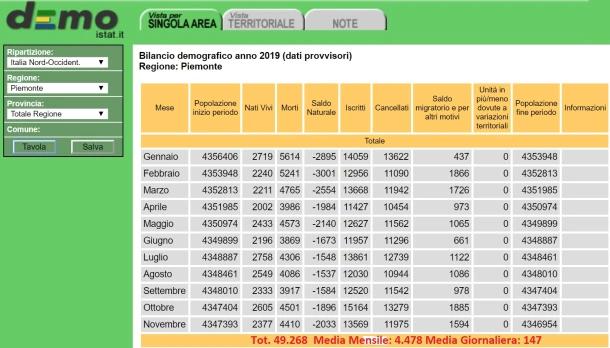 demo
istat.it
Vista per
SINGOLA AREA
Vista
TERRITORIALE
NOTE
Ripartizione:
Italia Nord-Occident.
Regione:
Piemonte
Provincia:
Totale Regione
Comune:
Tavola Salva
Bilancio demografico anno 2019 (dati provvisori)
Regione: Piemonte
Mese Popolazione inizio periodo Nati Vivi Morti Saldo Naturale Iscritti Cancellati Saldo migratorio e per altri motivi Unità in più/meno dovute a variazioni territoriali Popolazione fine periodo Informazioni
Totale
Gennaio 4356406 2719 5614 -2895 14059 13622 437 0 4353948
Febbraio 4353948 2240 5241 -3001 12956 11090 1866 0 4352813
Marzo 4352813 2211 4765 -2554 13668 11942 1726 0 4351985
Aprile 4351985 2002 3986 -1984 11427 10454 973 0 4350974
Maggio 4350974 2433 4573 -2140 12627 11562 1065 0 4349899
Giugno 4349899 2196 3869 -1673 11957 11296 661 0 4348887
Luglio 4348887 2758 4306 -1548 13861 12739 1122 0 4348461
Agosto 4348461 2549 4086 -1537 12030 10944 1086 0 4348010
Settembre 4348010 2333 3917 -1584 12520 11542 978 0 4347404
Ottobre 4347404 2605 4501 -1896 15164 13279 1885 0 4347393
Novembre 4347393 2377 4410 -2033 13569 11975 1594 0 4346954
Tot. 49.268 Media Mensile: 4.478 Media Giornaliera: 147